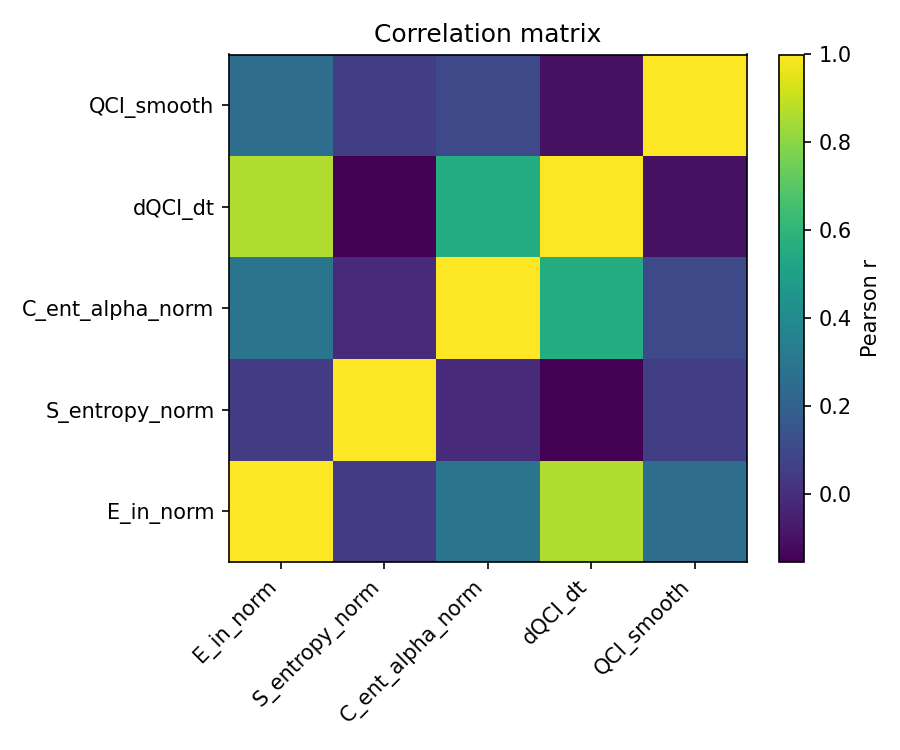 Correlation matrix
QCI_smooth
dQCI_dt
C_ent_alpha_norm
S_entropy_norm
E_in_norm
E_in_norm
S_entropy_norm
C_ent_alpha_norm
dQCI_dt
QCI_smooth
1.0
0.8
0.6
0.4
0.2
0.0
Pearson r